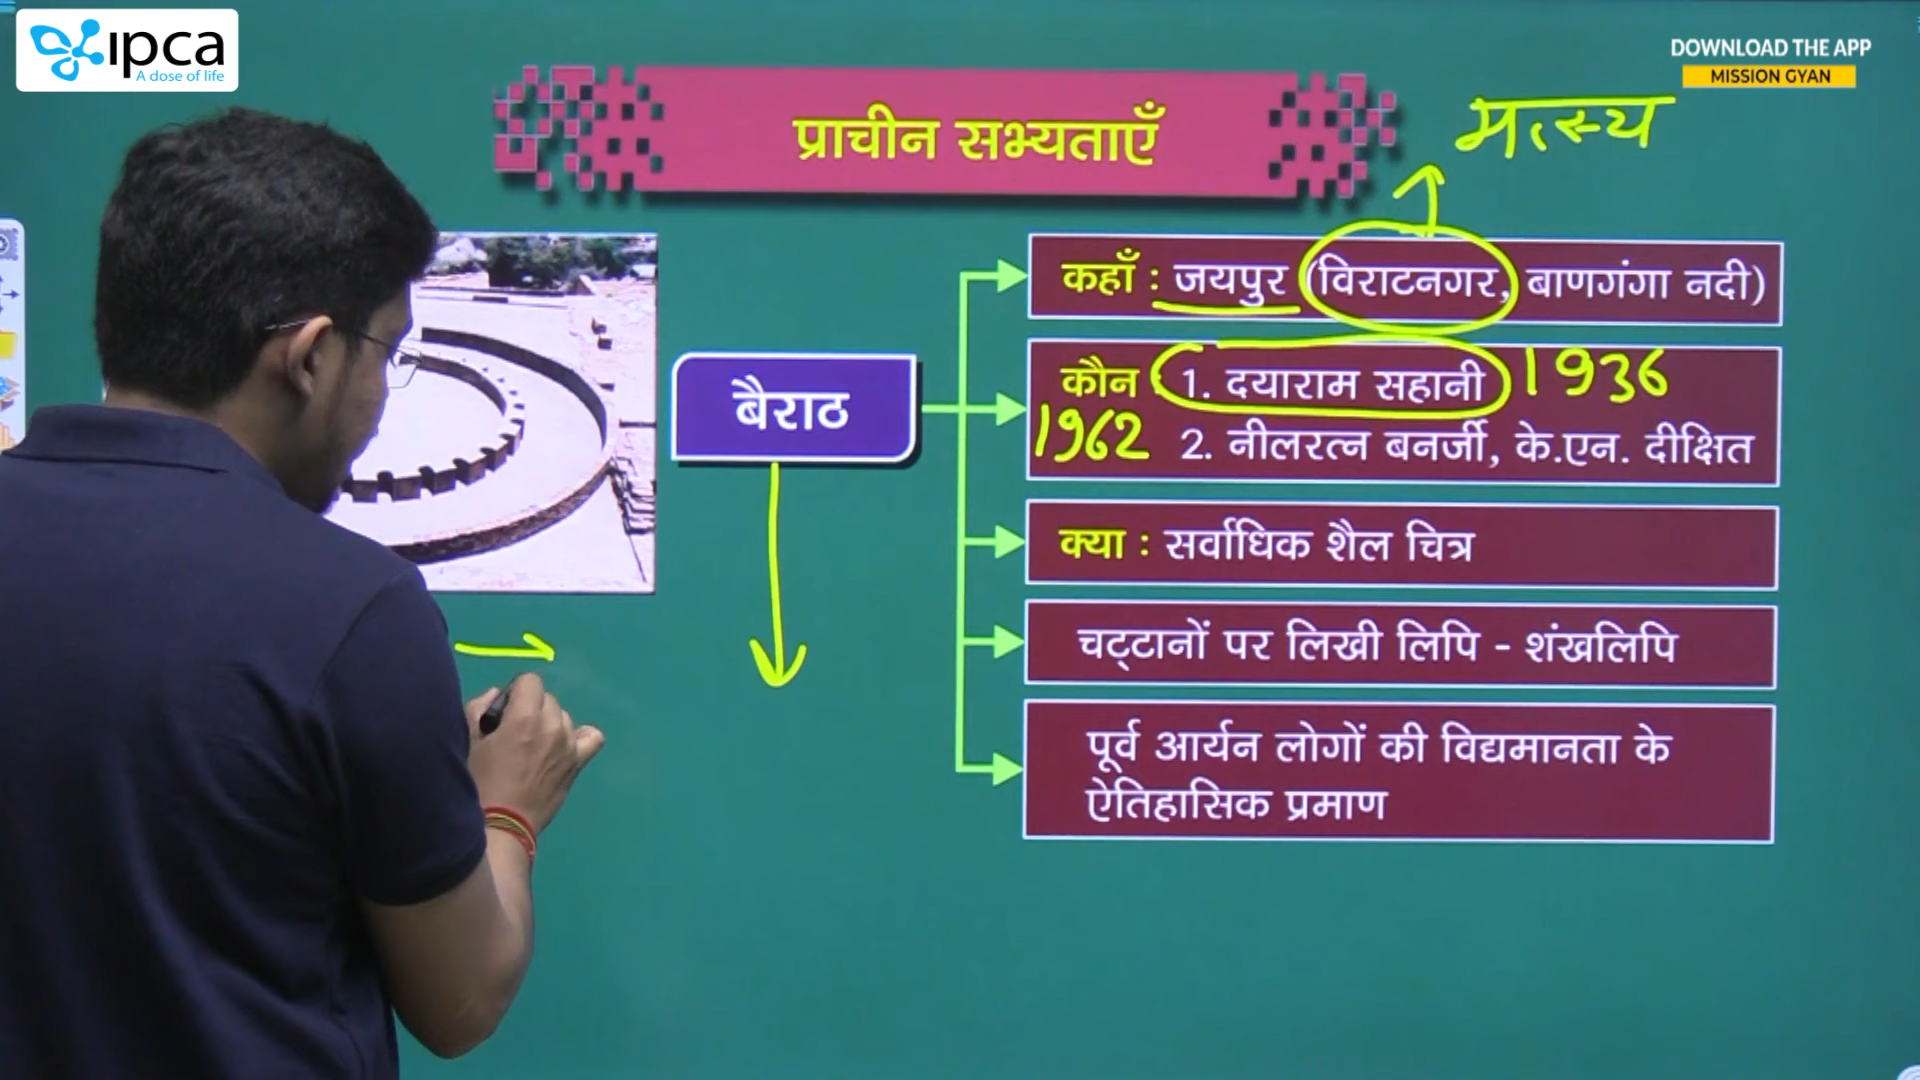 ipca
A dose of life
DOWNLOAD THE APP
MISSION GYAN
प्राचीन सभ्यताएँ
मत्स्य
कहाँ : जयपुर (विराटनगर, बाणगंगा नदी)
बैराठ
कौन 1. दयाराम सहानी 1936
1962 2. नीलरत्न बनर्जी, के.एन. दीक्षित
क्या : सर्वाधिक शैल चित्र
चट्टानों पर लिखी लिपि - शंखलिपि
पूर्व आर्यन लोगों की विद्यमानता के
ऐतिहासिक प्रमाण